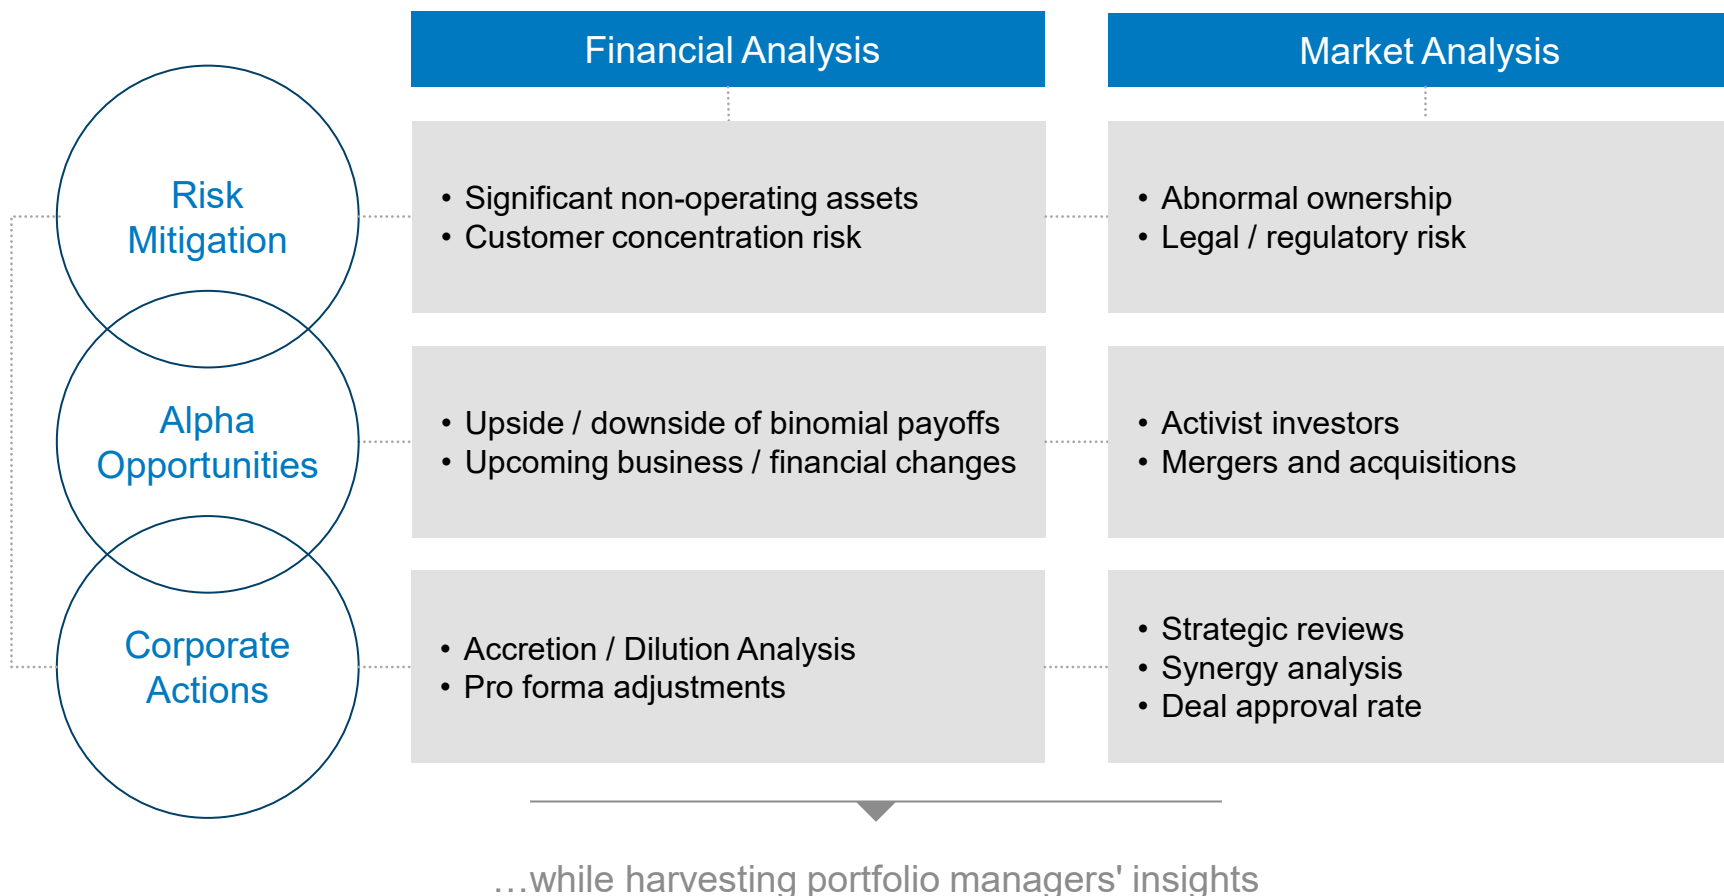 Financial Analysis
Market Analysis
Risk
Mitigation
• Significant non-operating assets
• Customer concentration risk
• Abnormal ownership
• Legal / regulatory risk
Alpha
Opportunities
• Upside / downside of binomial payoffs
• Upcoming business / financial changes
• Activist investors
• Mergers and acquisitions
Corporate
Actions
• Accretion / Dilution Analysis
• Pro forma adjustments
• Strategic reviews
• Synergy analysis
• Deal approval rate
…while harvesting portfolio managers' insights